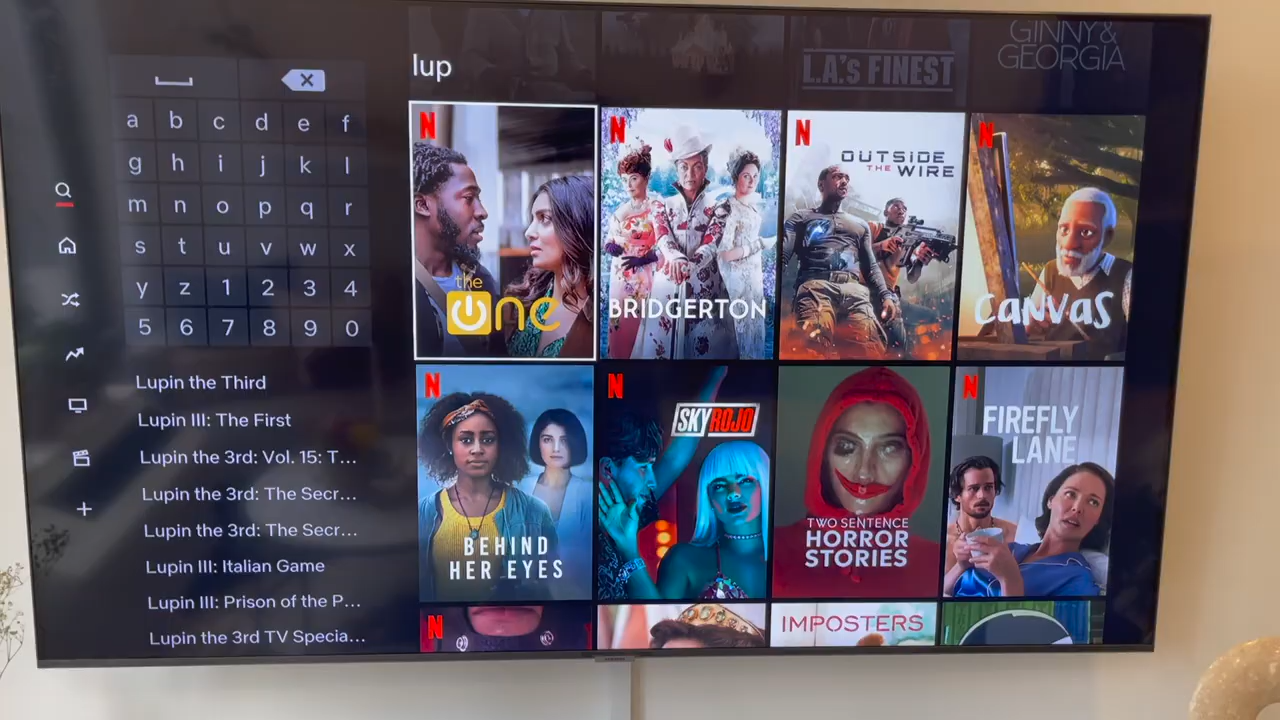 lup
L.A.'s FINEST
GINNY &
GEORGIA
a b c d e f
g h i j k l
m n o p q r
s t u v w x
y z 1 2 3 4
5 6 7 8 9 0
Lupin the Third
Lupin III: The First
Lupin the 3rd: Vol. 15: T...
Lupin the 3rd: The Secr...
Lupin the 3rd: The Secr...
Lupin III: Italian Game
Lupin III: Prison of the P...
Lupin the 3rd TV Specia...
N
the
One
N
BRIDGERTON
N
OUTSIDE
THE WIRE
N
CANVAS
N
BEHIND
HER EYES
N
SKY ROJO
TWO SENTENCE
HORROR
STORIES
N
FIREFLY
LANE
N
IMPOSTERS